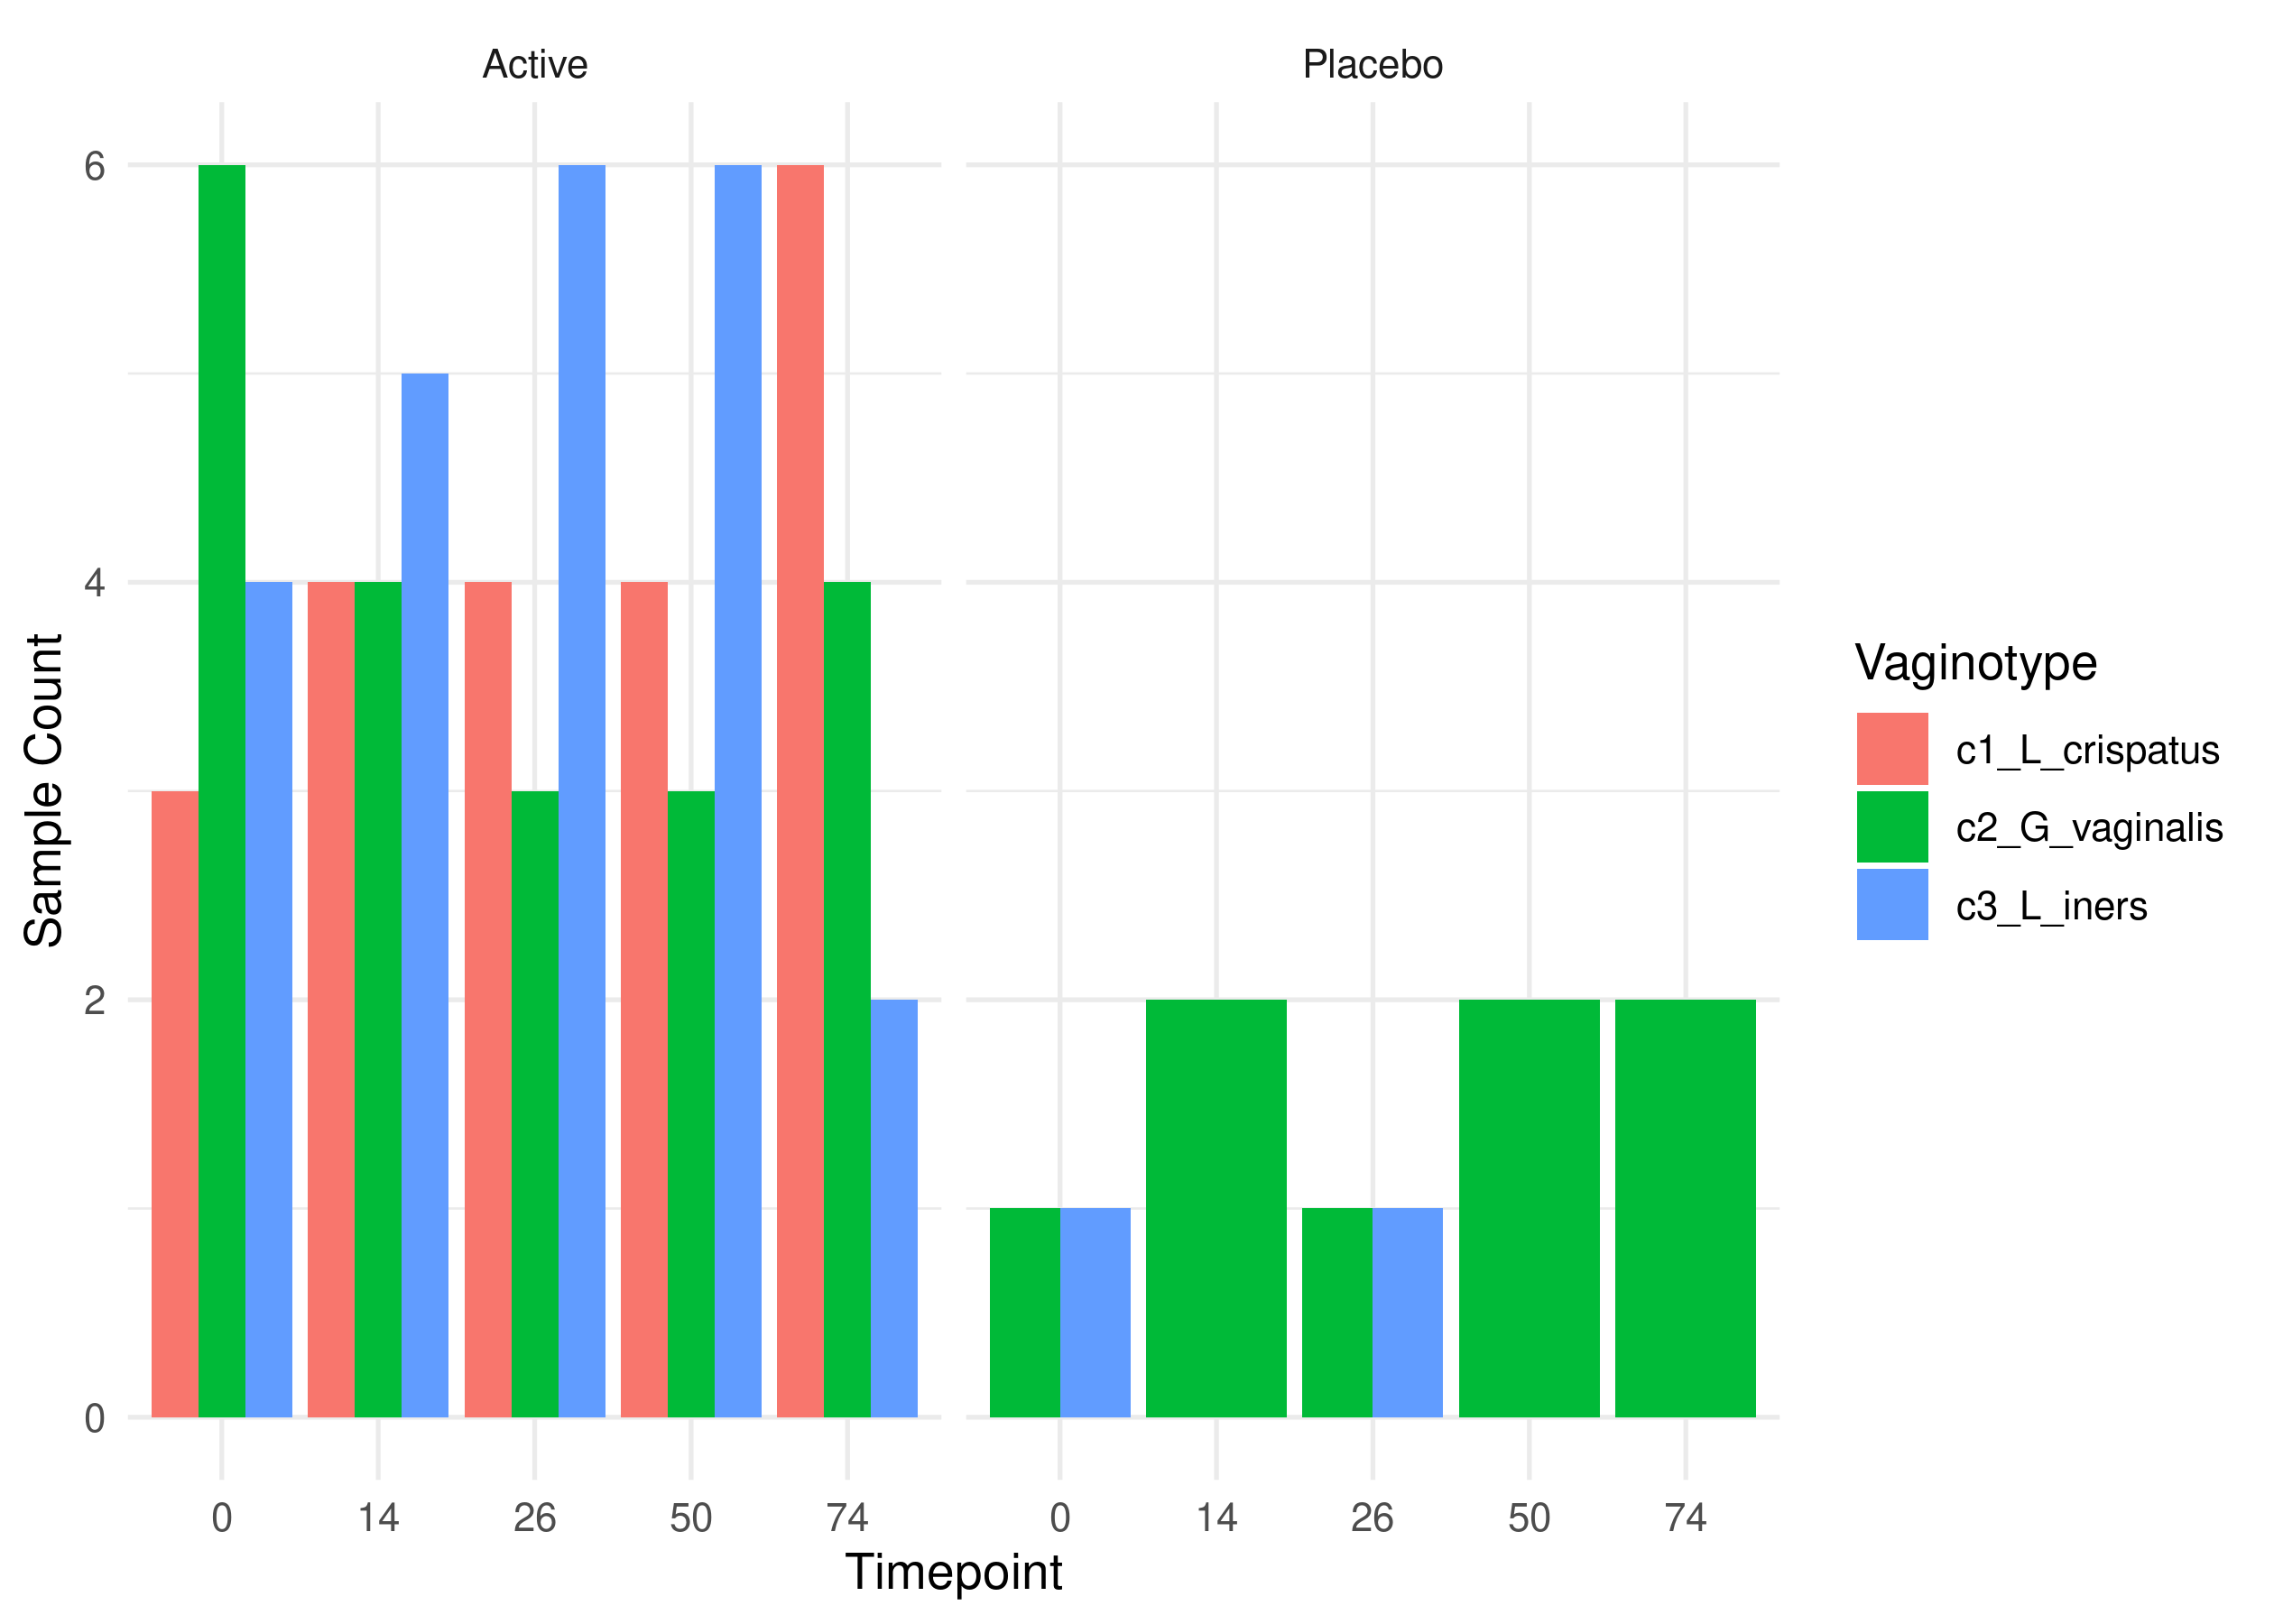 Active
Placebo
6
4
2
0
Sample Count
0 14 26 50 74
0 14 26 50 74
Timepoint
Vaginotype
c1_L_crispatus
c2_G_vaginalis
c3_L_iners